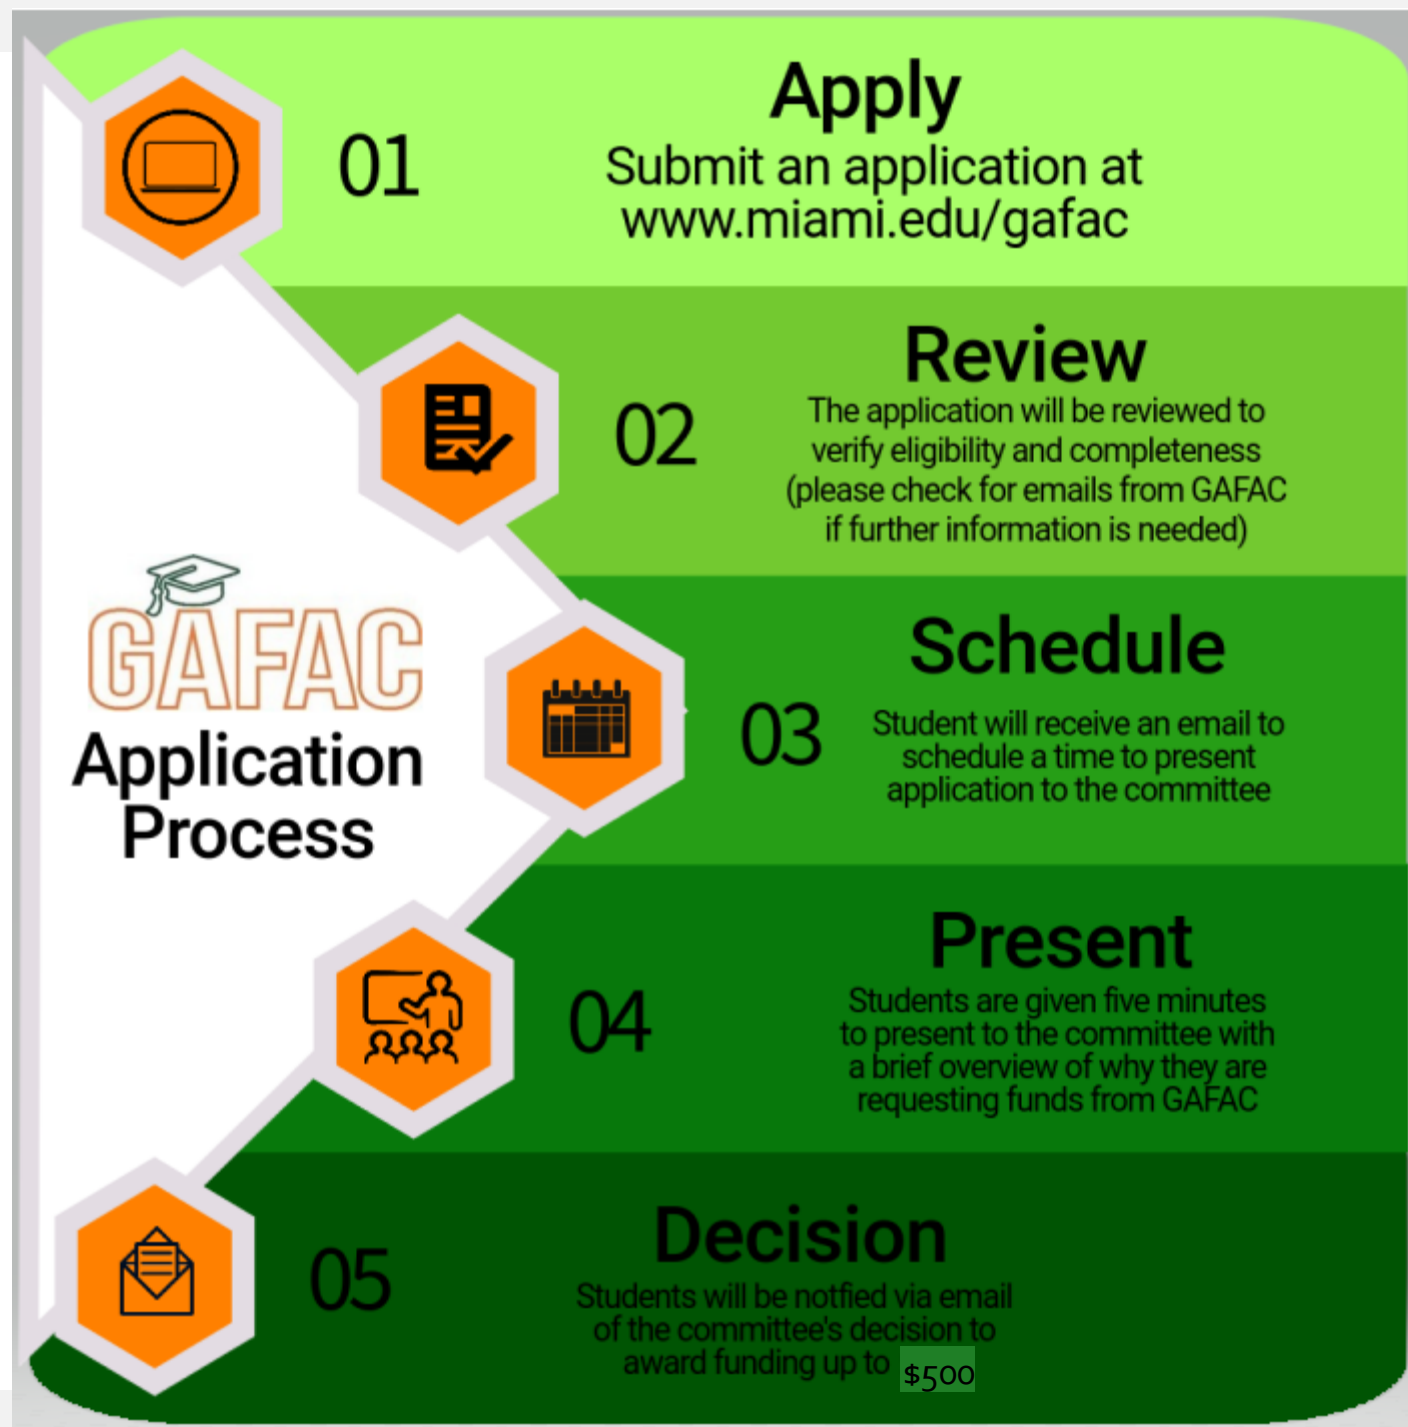 01
Apply
Submit an application at
www.miami.edu/gafac
02
Review
The application will be reviewed to
verify eligibility and completeness
(please check for emails from GAFAC
if further information is needed)
GAFAC
Application
Process
03
Schedule
Student will receive an email to
schedule a time to present
application to the committee
04
Present
Students are given five minutes
to present to the committee with
a brief overview of why they are
requesting funds from GAFAC
05
Decision
Students will be notfied via email
of the committee's decision to
award funding up to $500